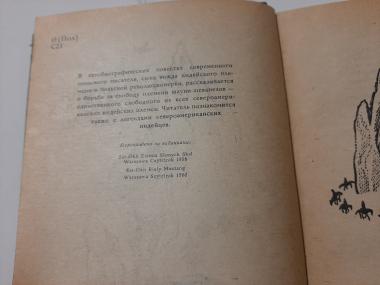 И(Пол)
С21
В автобиографических повестях современного
польского писателя, сына вождя индейского пле-
мени и польской революционерки, рассказывается
о борьбе за свободу племени шауни-шеванезов —
единственного свободного из всех североамери-
канских индейских племен. Читатель познакомится
также с легендами североамериканских
индейцев.
Переведено по изданиям:
Sat-Okh Ziemia Słonych Skał
Warszawa Czytelnik 1958
Sat-Okh Biały Mustang
Warszawa